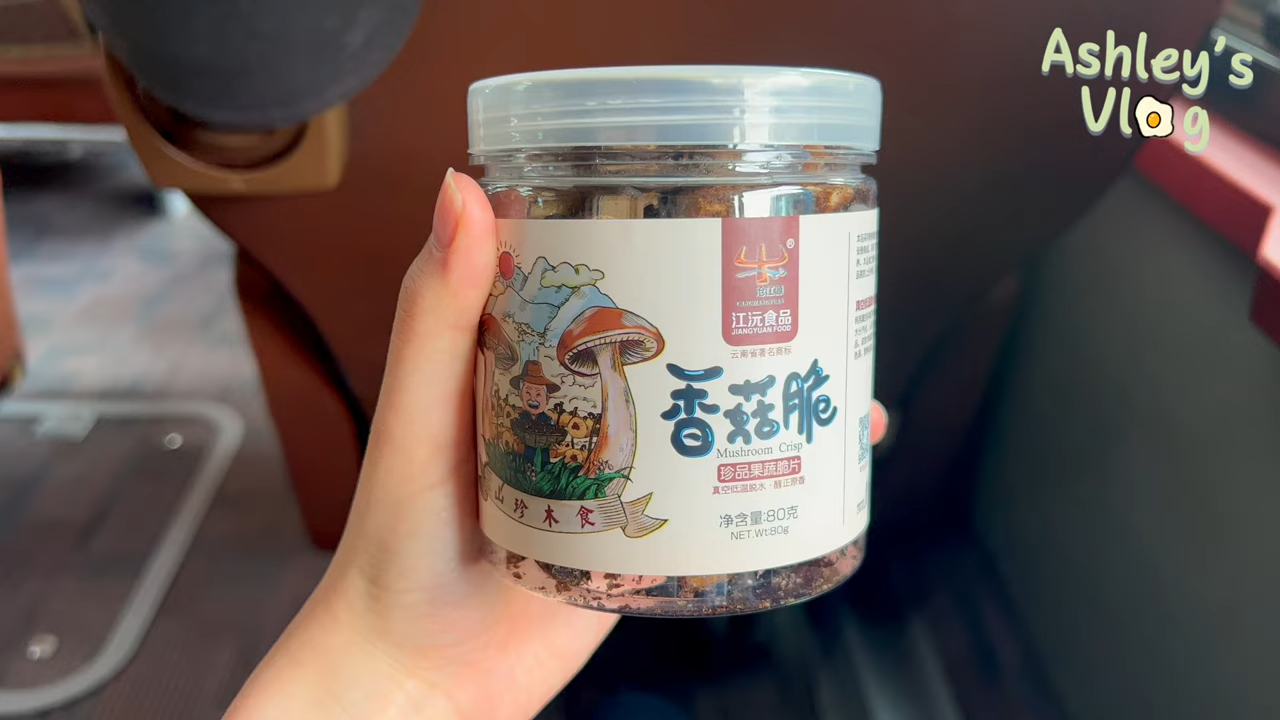 Ashley's
Vlog
江沅食品
JIANGYUAN FOOD
云南省著名商标
香菇脆
Mushroom Crisp
珍品果蔬脆片
真空低温脱水·醇正原香
净含量:80克
NET.Wt:80g
山珍木食